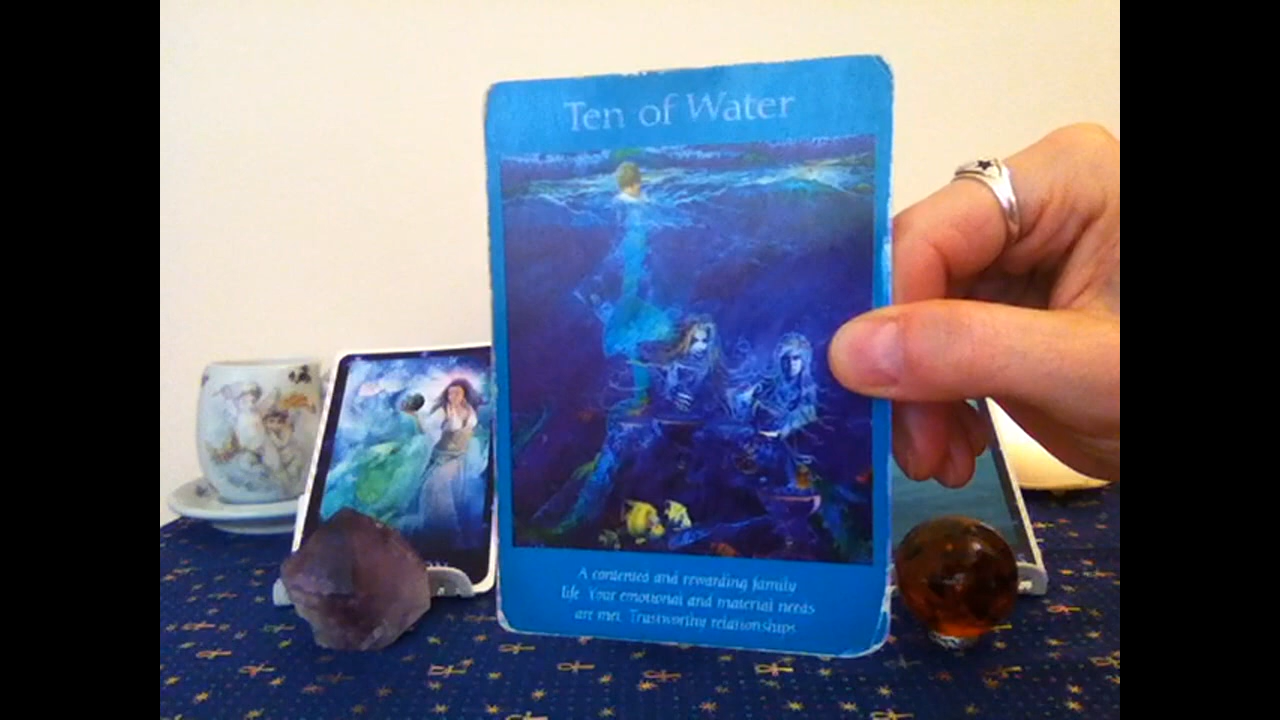 Ten of Water
A contented and rewarding family
life. Your emotional and material needs
are met. Trustworthy relationships.